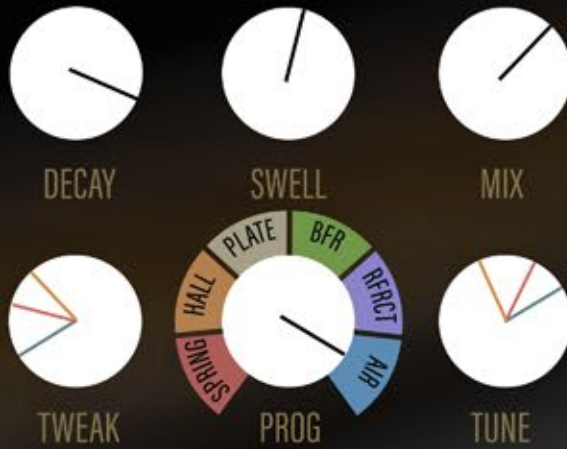 DECAY SWELL MIX
SPRING HALL PLATE BFR RFRCT AIR
TWEAK PROG TUNE